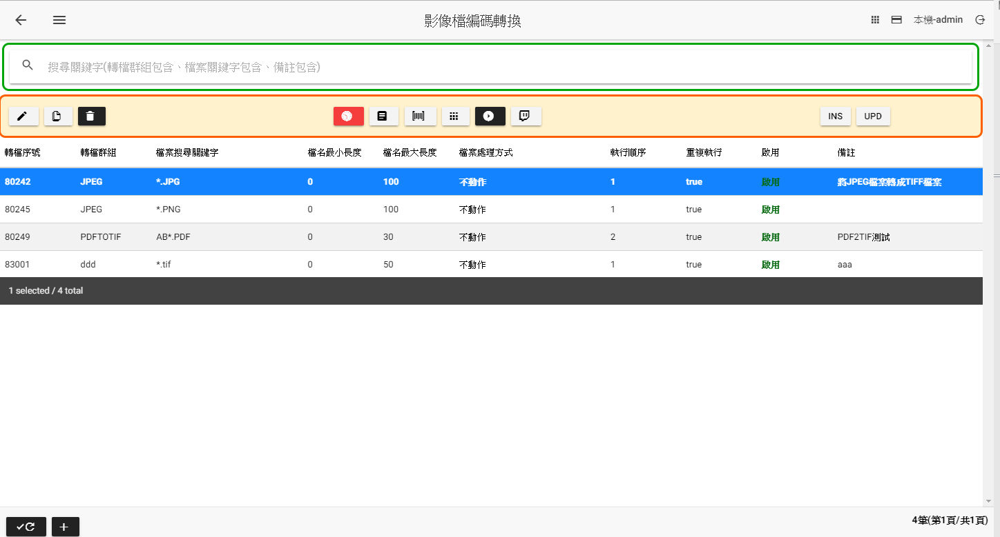 影像檔編碼轉換
本機-admin
搜尋關鍵字(轉檔群組包含、檔案關鍵字包含、備註包含)
INS UPD
轉檔序號 轉檔群組 檔案搜尋關鍵字 檔名最小長度 檔名最大長度 檔案處理方式 執行順序 重複執行 啟用 備註
80242 JPEG *.JPG 0 100 不動作 1 true 啟用 將JPEG檔案轉成TIFF檔案
80245 JPEG *.PNG 0 100 不動作 1 true 啟用
80249 PDFTOTIF AB*.PDF 0 30 不動作 2 true 啟用 PDF2TIF測試
83001 ddd *.tif 0 50 不動作 1 true 啟用 aaa
1 selected / 4 total
4筆(第1頁/共1頁)